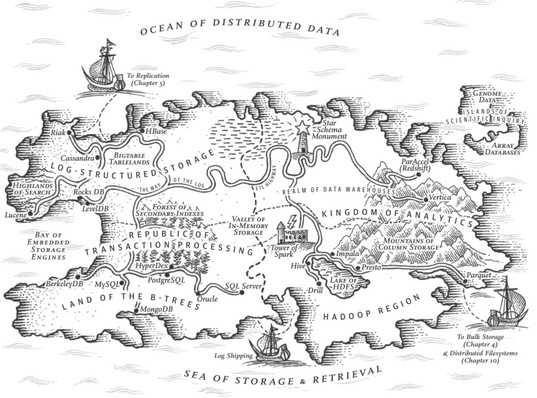 OCEAN OF DISTRIBUTED DATA
To Replication
(Chapter 5)
GENOME
DATA
ISLANDS OF
SCIENTIFIC INQUIRY
ARRAY
DATABASES
Riak
HBase
Cassandra
BIGTABLE
TABLELANDS
Star
Schema
Monument
LOG-STRUCTURED STORAGE
ParAccel
(Redshift)
HIGHLANDS
OF SEARCH
Rocks DB
THE WAY OF THE LOG
ETL HIGHWAY
REALM OF DATA WAREHOUSES
Vertica
Lucene
LevelDB
FOREST OF
SECONDARY INDEXES
VALLEY OF
IN-MEMORY
STORAGE
KINGDOM OF ANALYTICS
BAY OF
EMBEDDED
STORAGE
ENGINES
REPUBLIC OF
TRANSACTION PROCESSING
Tower of
Spark
MOUNTAINS OF
COLUMN STORAGE
Impala
HyperDex
Hive
Presto
BerkeleyDB
MySQL
PostgreSQL
SQL Server
Drill
LAKE OF
HDFS
Parquet
LAND OF THE B-TREES
Oracle
MongoDB
HADOOP REGION
Log Shipping
To Bulk Storage
(Chapter 4)
& Distributed Filesystems
(Chapter 10)
SEA OF STORAGE & RETRIEVAL